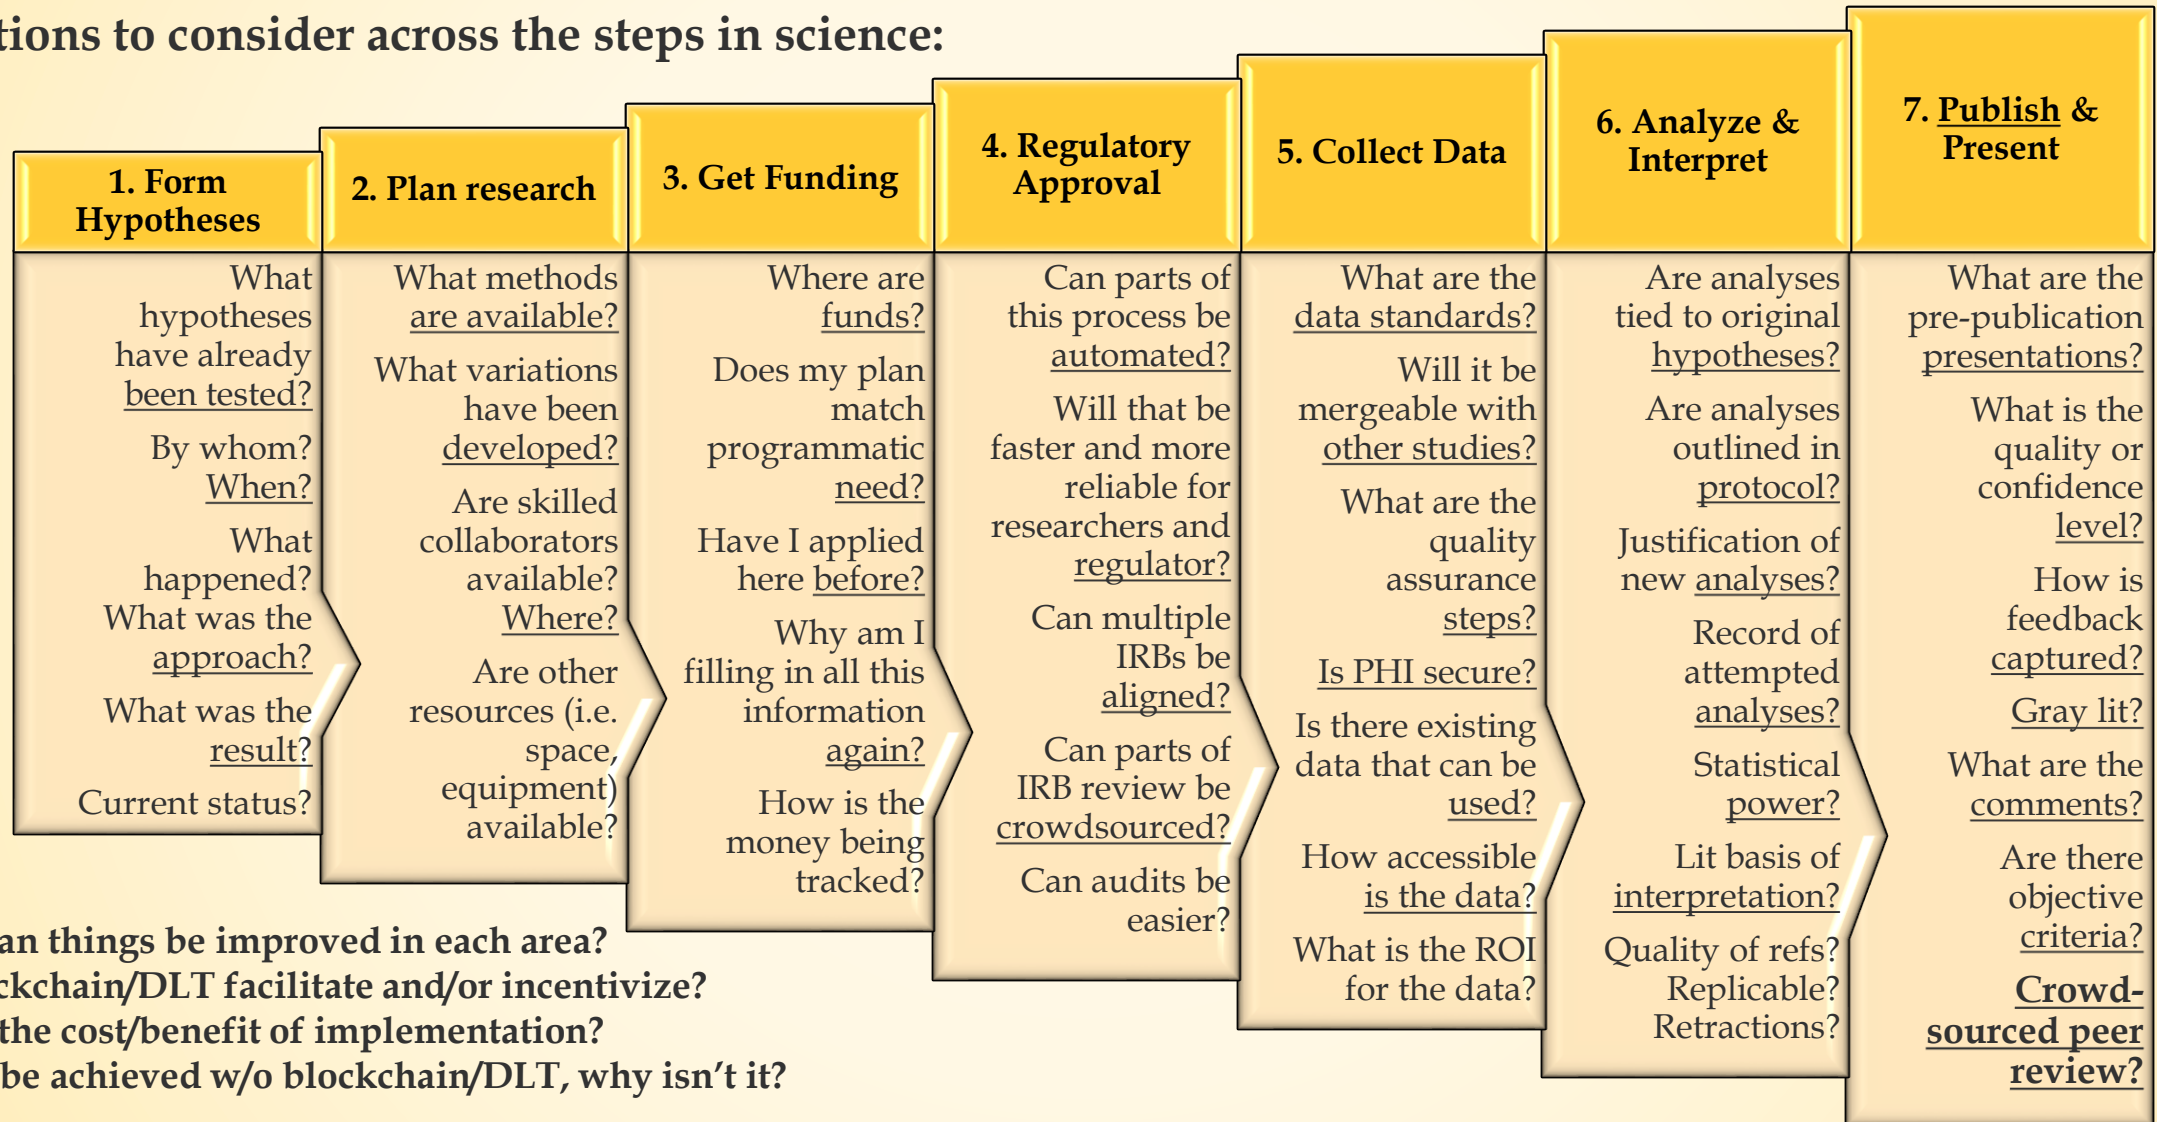 tions to consider across the steps in science:
1. Form
Hypotheses
What
hypotheses
have already
been tested?
By whom?
When?
What
happened?
What was the
approach?
What was the
result?
Current status?
2. Plan research
What methods
are available?
What variations
have been
developed?
Are skilled
collaborators
available?
Where?
Are other
resources (i.e.
space,
equipment)
available?
3. Get Funding
Where are
funds?
Does my plan
match
programmatic
need?
Have I applied
here before?
Why am I
filling in all this
information
again?
How is the
money being
tracked?
4. Regulatory
Approval
Can parts of
this process be
automated?
Will that be
faster and more
reliable for
researchers and
regulator?
Can multiple
IRBs be
aligned?
Can parts of
IRB review be
crowdsourced?
Can audits be
easier?
5. Collect Data
What are the
data standards?
Will it be
mergeable with
other studies?
What are the
quality
assurance
steps?
Is PHI secure?
Is there existing
data that can be
used?
How accessible
is the data?
What is the ROI
for the data?
6. Analyze &
Interpret
Are analyses
tied to original
hypotheses?
Are analyses
outlined in
protocol?
Justification of
new analyses?
Record of
attempted
analyses?
Statistical
power?
Lit basis of
interpretation?
Quality of refs?
Replicable?
Retractions?
7. Publish &
Present
What are the
pre-publication
presentations?
What is the
quality or
confidence
level?
How is
feedback
captured?
Gray lit?
What are the
comments?
Are there
objective
criteria?
Crowd-
sourced peer
review?
an things be improved in each area?
ckchain/DLT facilitate and/or incentivize?
the cost/benefit of implementation?
be achieved w/o blockchain/DLT, why isn't it?